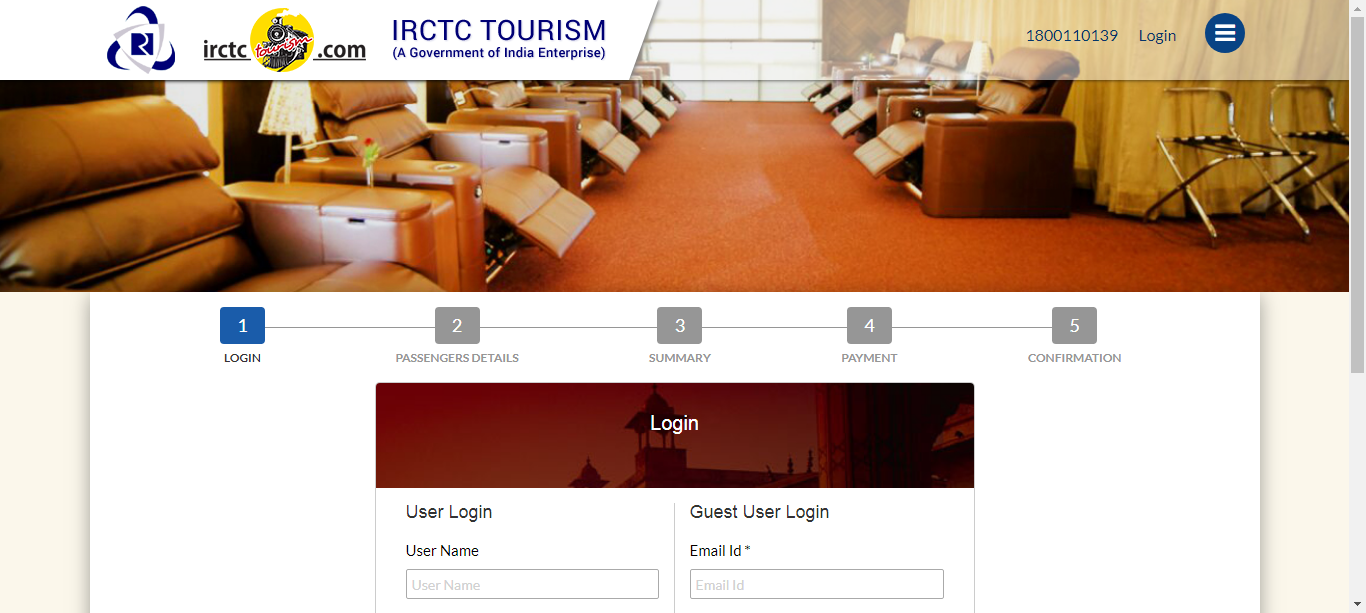 irctc tourism .com
IRCTC TOURISM
(A Government of India Enterprise)
1800110139 Login
1 2 3 4 5
LOGIN PASSENGERS DETAILS SUMMARY PAYMENT CONFIRMATION
Login
User Login
User Name
User Name
Guest User Login
Email Id *
Email Id